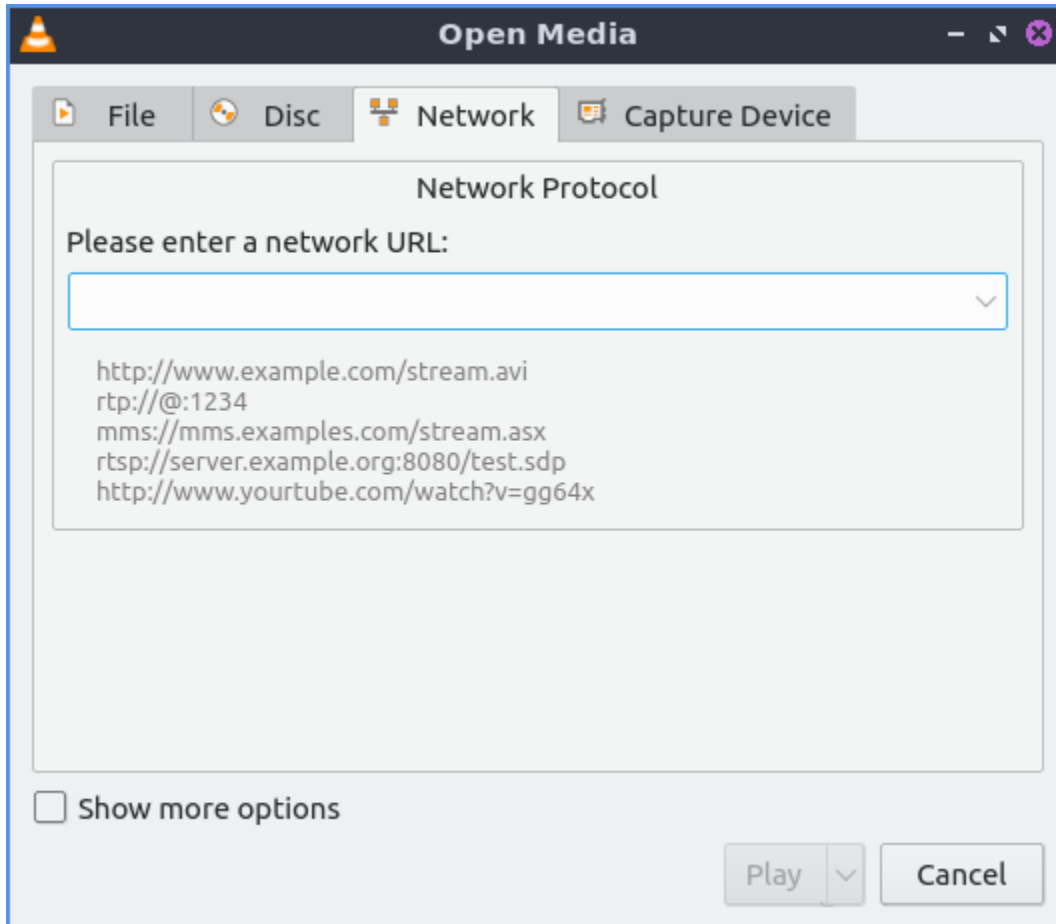 Open Media
File Disc Network Capture Device
Network Protocol
Please enter a network URL:
http://www.example.com/stream.avi
rtp://@:1234
mms://mms.examples.com/stream.asx
rtsp://server.example.org:8080/test.sdp
http://www.yourtube.com/watch?v=gg64x
Show more options
Play Cancel